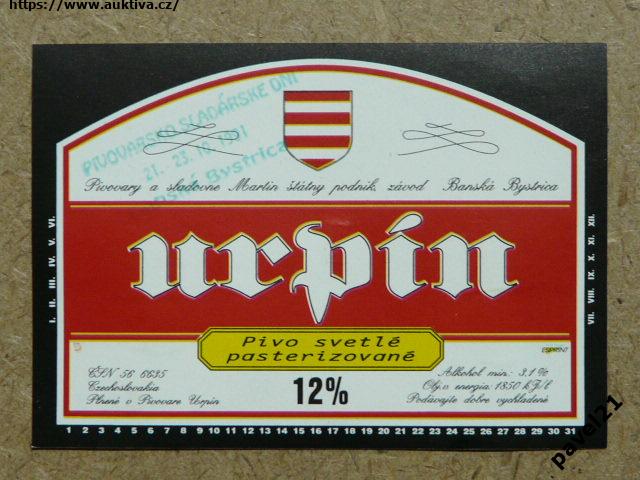 https://www.auktiva.cz/
PIVOVARSKO SLADÁRSKE DNI
21. 23. 10. 1991
Banská Bystrica
Pivovary a sladovne Martin štátny podnik, závod Banská Bystrica
urpín
Pivo svetlé
pasterizované
ČSN 56 6635
Czechoslovakia
Plnené v Pivovare Urpín
12%
Alkohol min.: 3,1%
Obj.v. energia: 1850 kJ/l
Podávajte dobre vychladené
I. II. III. IV. V. VI.
VII. VIII. IX. X. XI. XII.
1 2 3 4 5 6 7 8 9 10 11 12 13 14 15 16 17 18 19 20 21 22 23 24 25 26 27 28 29 30 31
pavel21